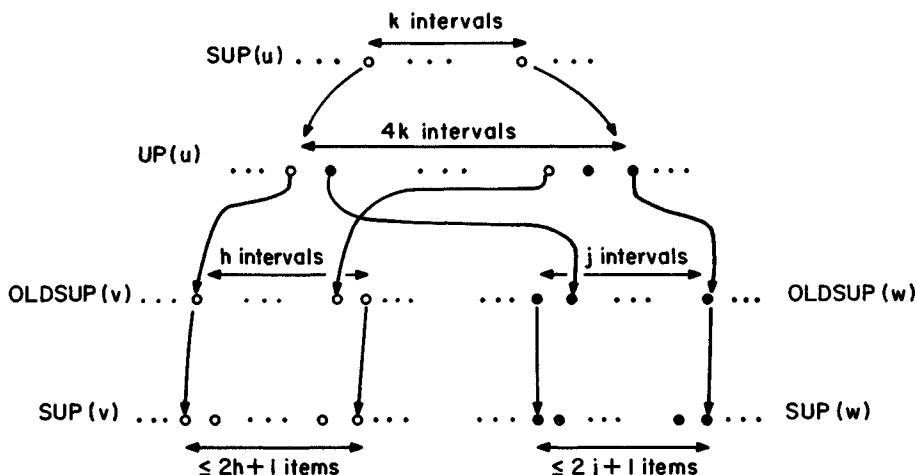 k intervals
SUP(u)
4k intervals
UP(u)
h intervals
j intervals
OLDSUP(v)
OLDSUP(w)
SUP(v)
SUP(w)
≤ 2h+1 items
≤ 2j+1 items